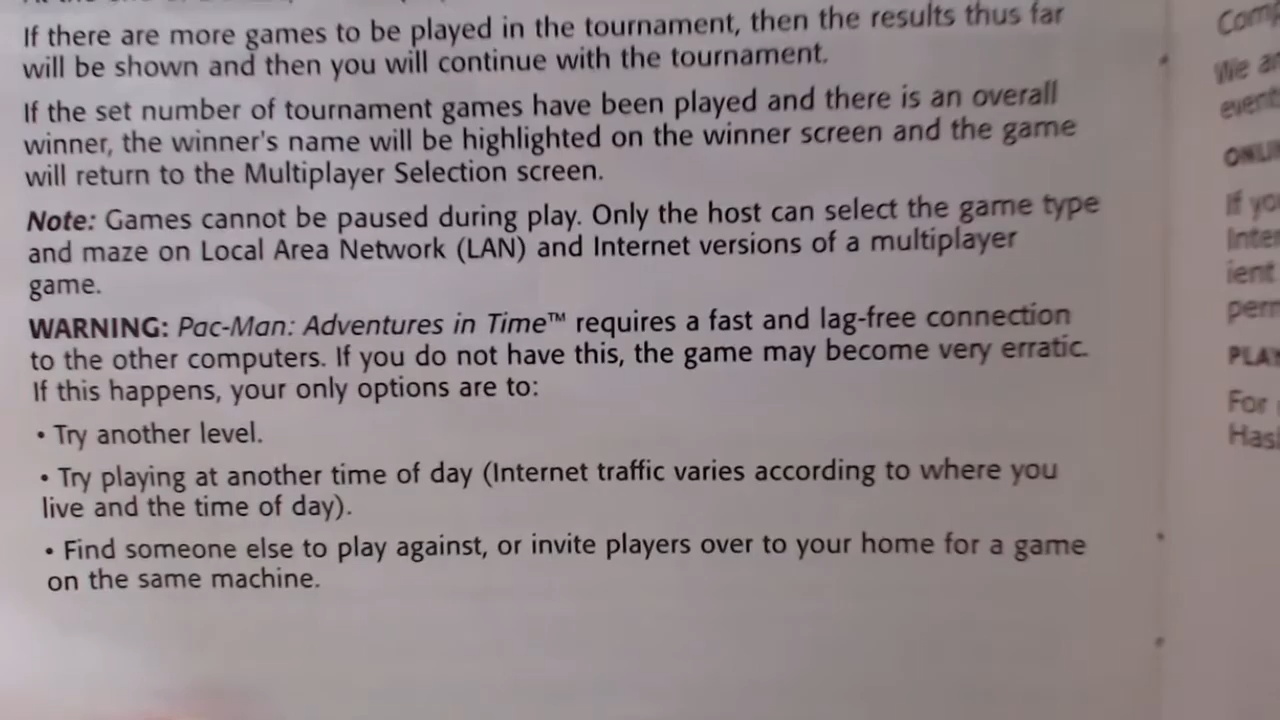 If there are more games to be played in the tournament, then the results thus far
will be shown and then you will continue with the tournament.
If the set number of tournament games have been played and there is an overall
winner, the winner's name will be highlighted on the winner screen and the game
will return to the Multiplayer Selection screen.
Note: Games cannot be paused during play. Only the host can select the game type
and maze on Local Area Network (LAN) and Internet versions of a multiplayer
game.
WARNING: Pac-Man: Adventures in Time™ requires a fast and lag-free connection
to the other computers. If you do not have this, the game may become very erratic.
If this happens, your only options are to:
• Try another level.
• Try playing at another time of day (Internet traffic varies according to where you
live and the time of day).
• Find someone else to play against, or invite players over to your home for a game
on the same machine.
We
If
For